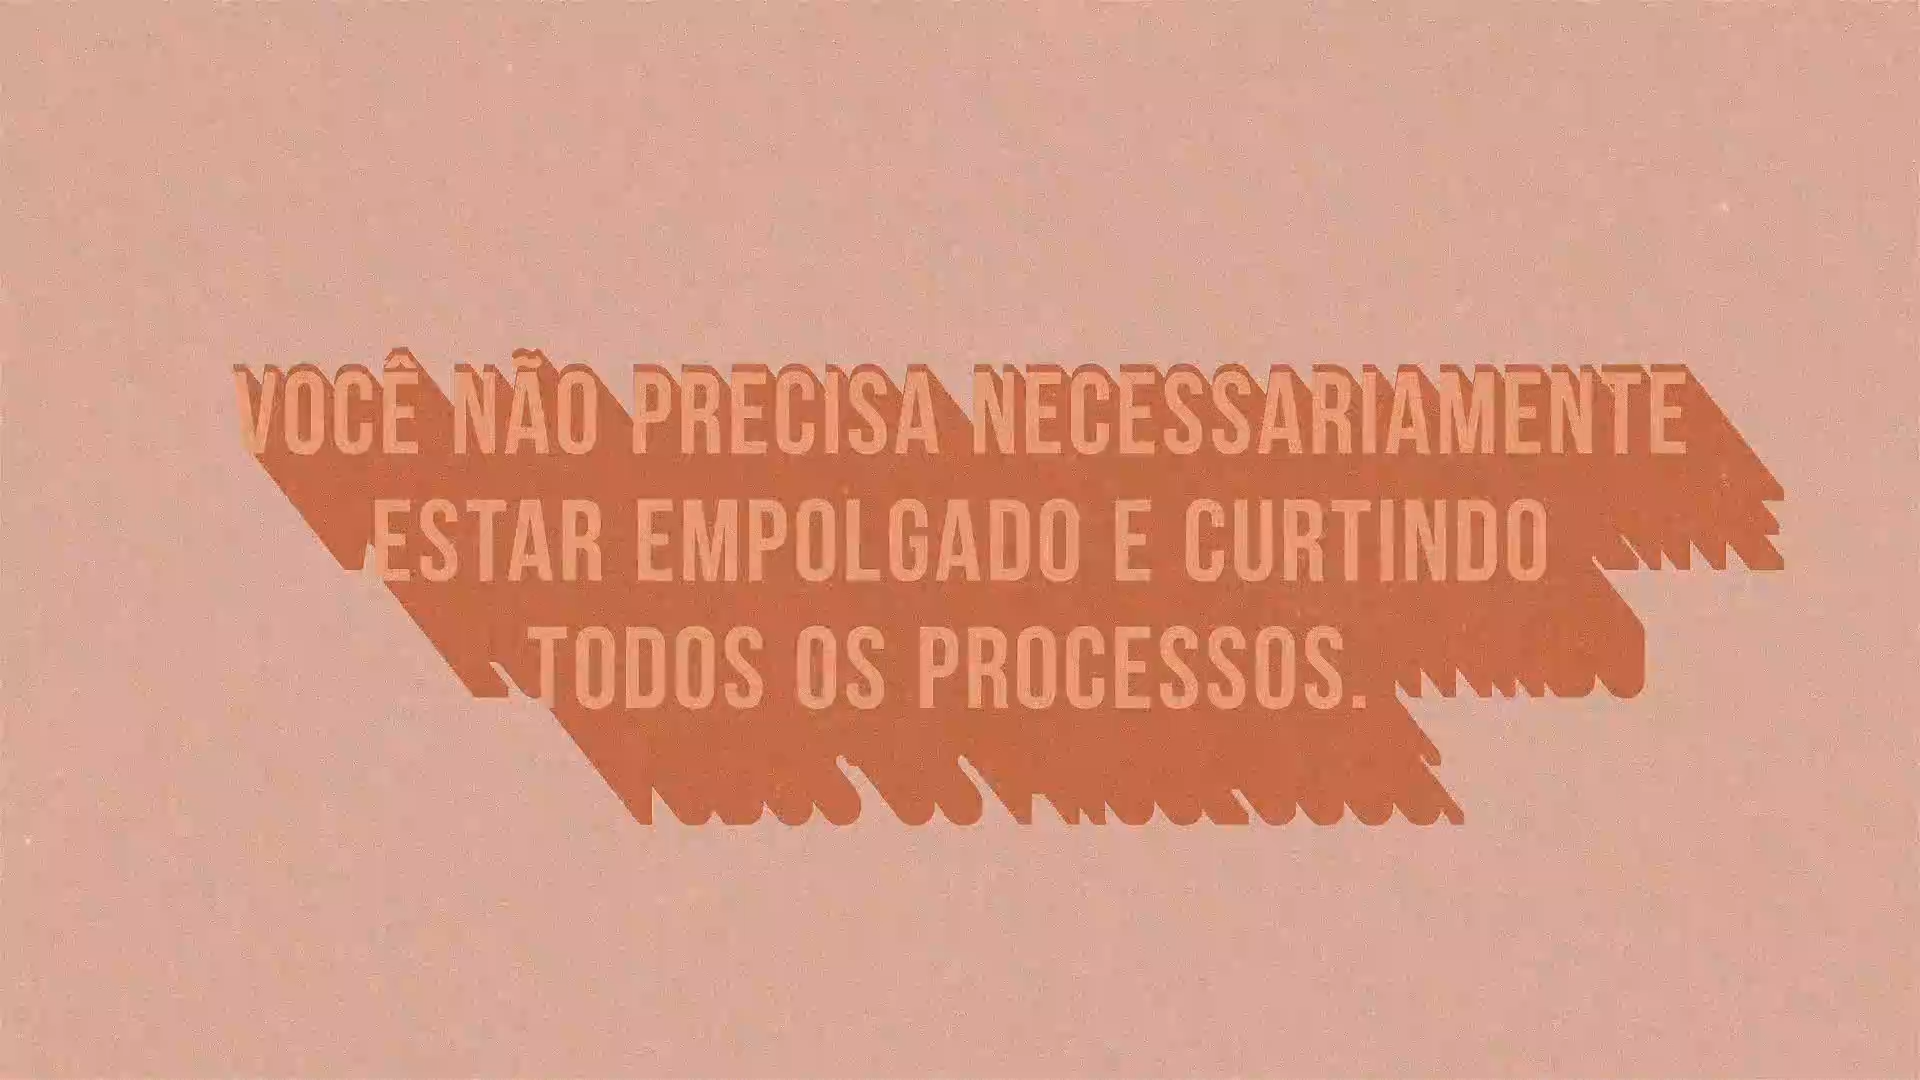 VOCÊ NÃO PRECISA NECESSARIAMENTE
ESTAR EMPOLGADO E CURTINDO
TODOS OS PROCESSOS.